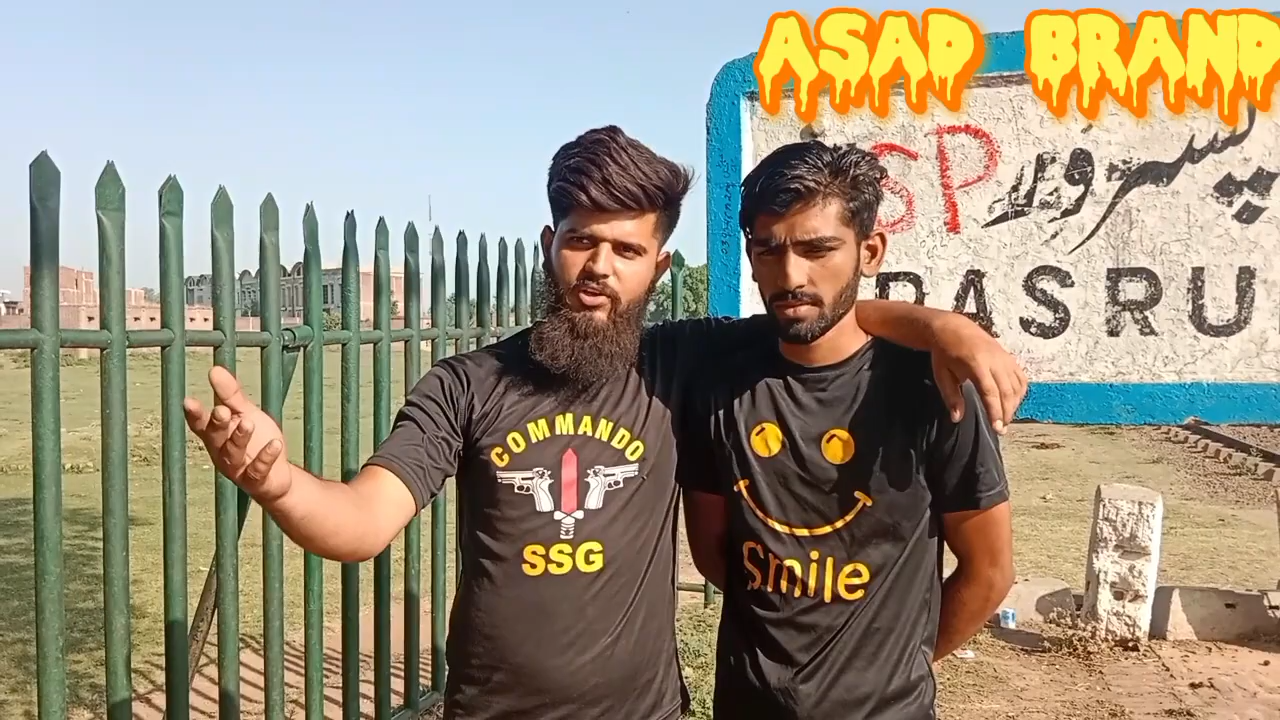 ASAD BRAND
SP
پسرور
PASRU
COMMANDO
SSG
Smile